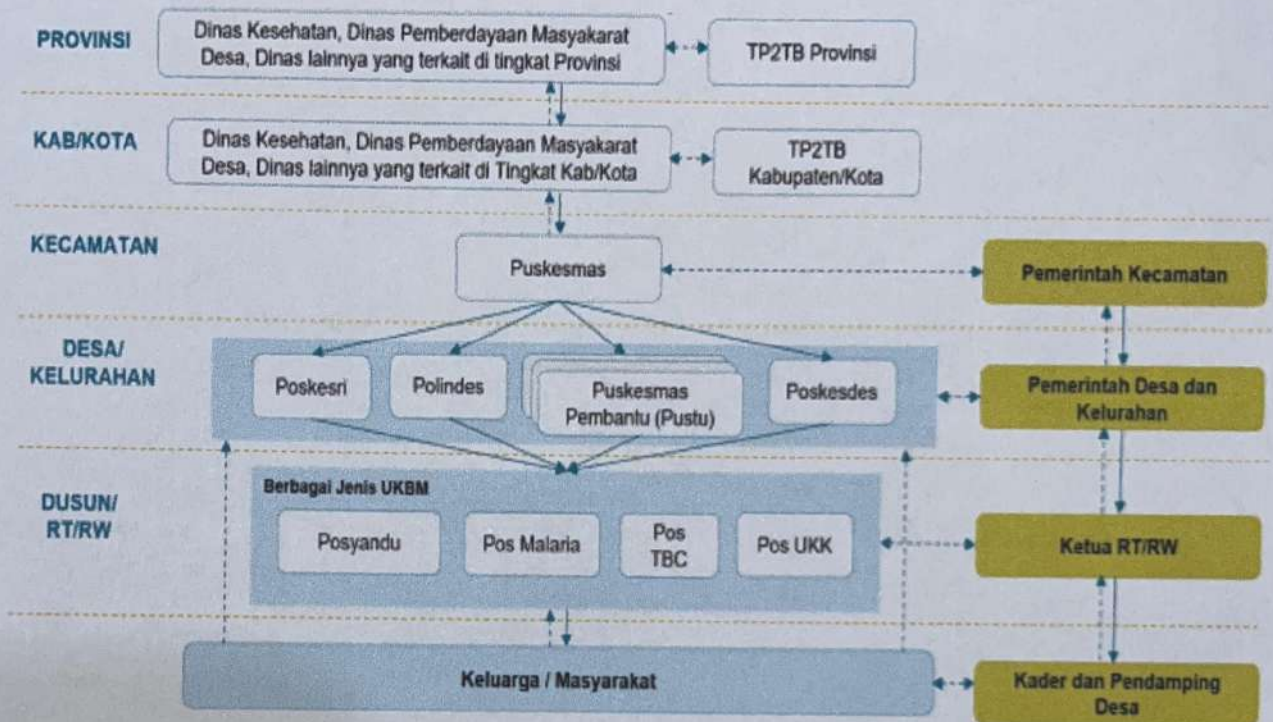 PROVINSI
Dinas Kesehatan, Dinas Pemberdayaan Masyakarat
Desa, Dinas lainnya yang terkait di tingkat Provinsi
TP2TB Provinsi
KAB/KOTA
Dinas Kesehatan, Dinas Pemberdayaan Masyakarat
Desa, Dinas lainnya yang terkait di Tingkat Kab/Kota
TP2TB
Kabupaten/Kota
KECAMATAN
Puskesmas
Pemerintah Kecamatan
DESA/
KELURAHAN
Poskesri
Polindes
Puskesmas
Pembantu (Pustu)
Poskesdes
Pemerintah Desa dan
Kelurahan
DUSUN/
RT/RW
Berbagai Jenis UKBM
Posyandu
Pos Malaria
Pos
TBC
Pos UKK
Ketua RT/RW
Keluarga / Masyarakat
Kader dan Pendamping
Desa